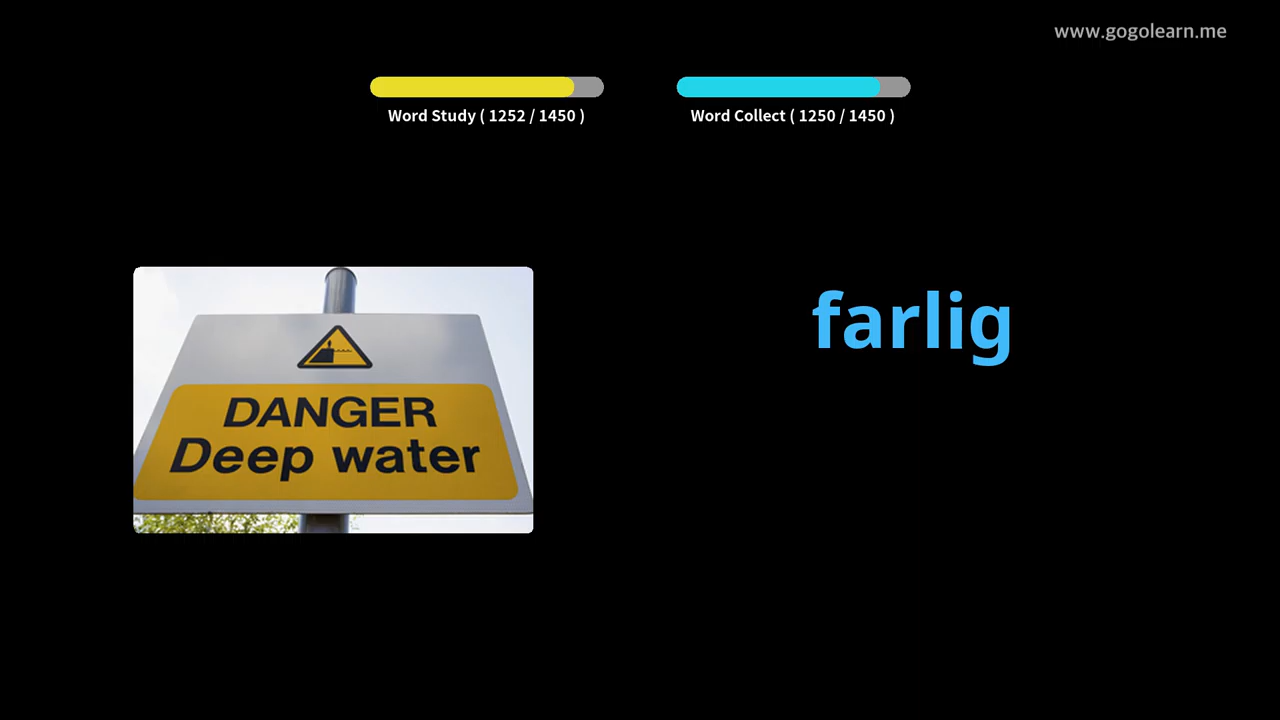 www.gogolearn.me
Word Study ( 1252 / 1450 )
Word Collect ( 1250 / 1450 )
DANGER
Deep water
farlig